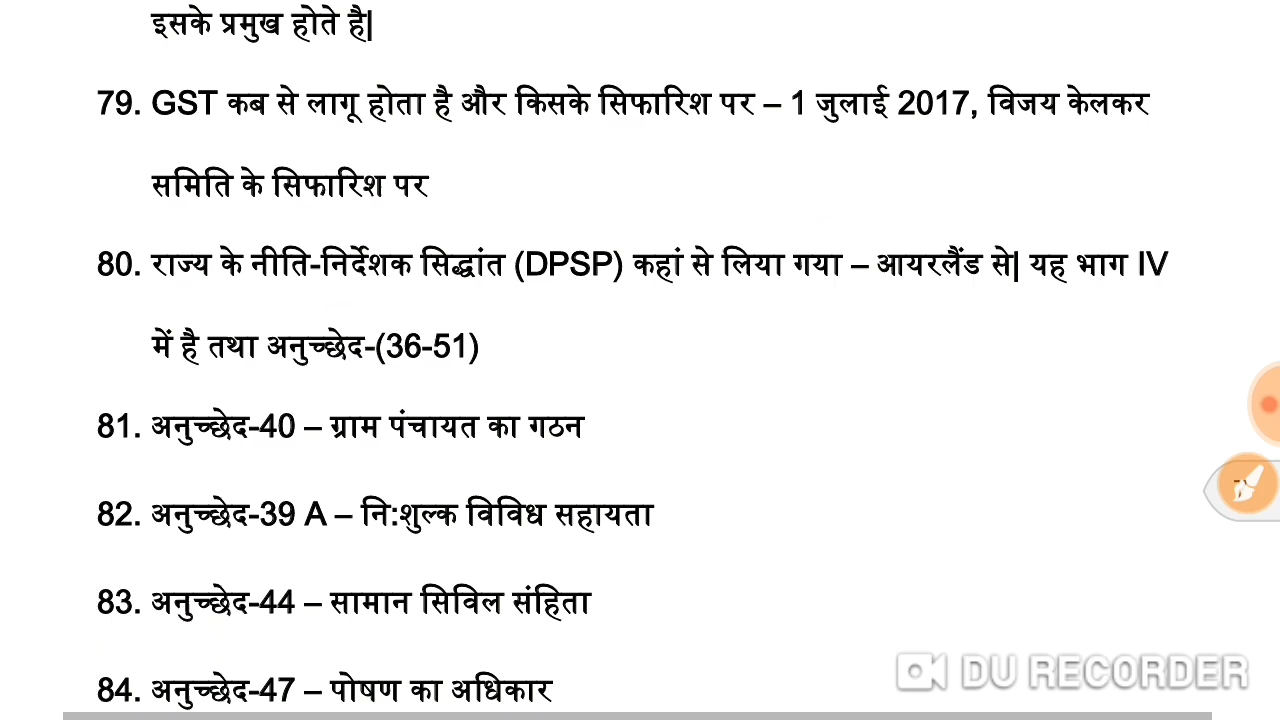 इसके प्रमुख होते है|
79. GST कब से लागू होता है और किसके सिफारिश पर – 1 जुलाई 2017, विजय केलकर
समिति के सिफारिश पर
80. राज्य के नीति-निर्देशक सिद्धांत (DPSP) कहां से लिया गया – आयरलैंड से| यह भाग IV
में है तथा अनुच्छेद-(36-51)
81. अनुच्छेद-40 – ग्राम पंचायत का गठन
82. अनुच्छेद-39 A – नि:शुल्क विविध सहायता
83. अनुच्छेद-44 – सामान सिविल संहिता
84. अनुच्छेद-47 – पोषण का अधिकार
DU RECORDER